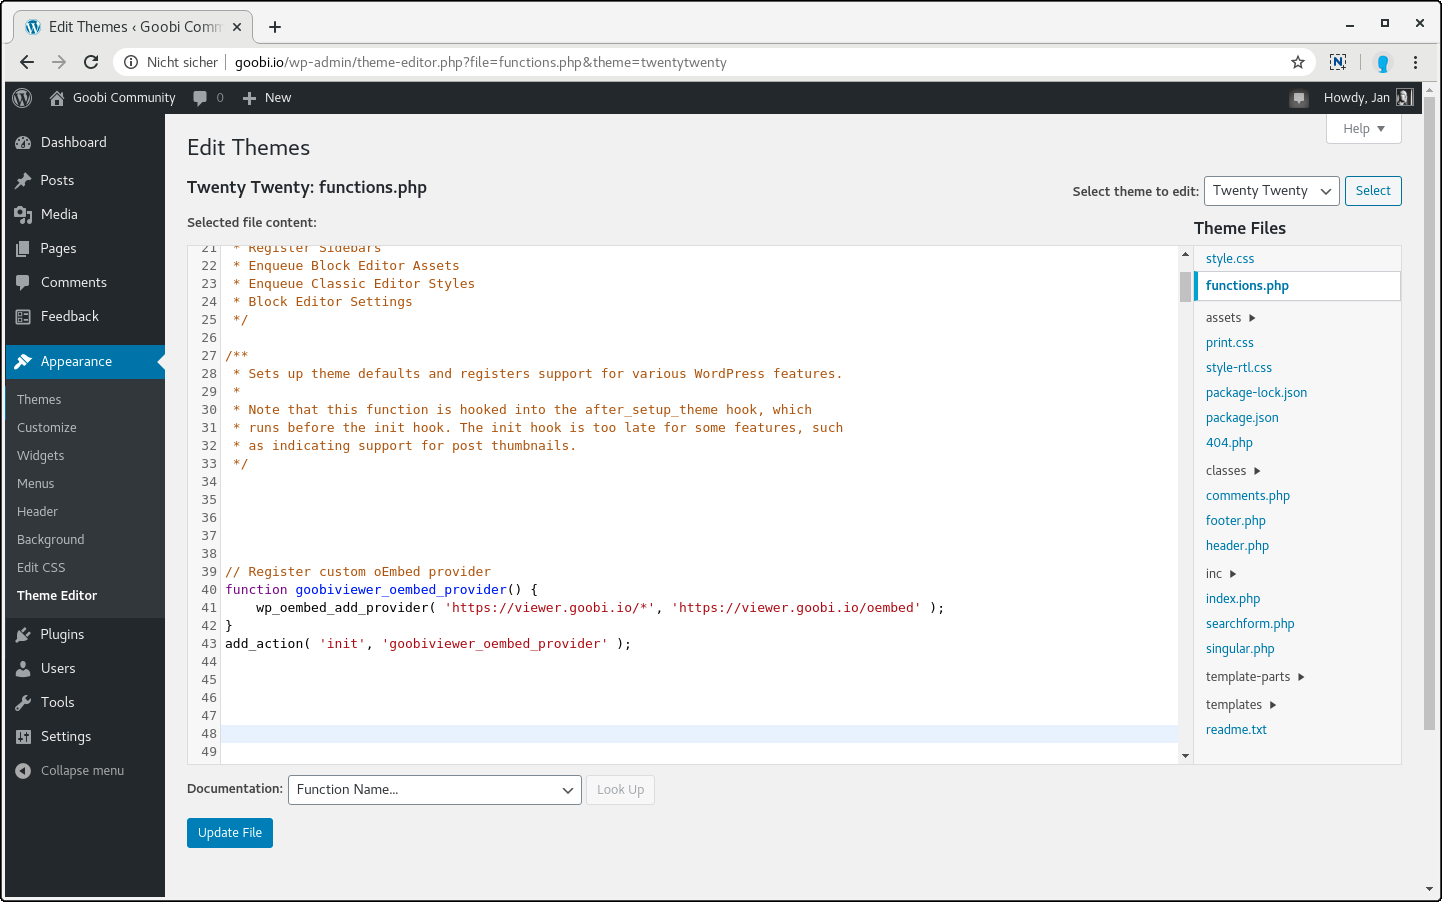 Edit Themes ‹ Goobi Comm
Nicht sicher goobi.io/wp-admin/theme-editor.php?file=functions.php&theme=twentytwenty
Goobi Community 0 New Howdy, Jan
Help
Dashboard
Posts
Media
Pages
Comments
Feedback
Appearance
Themes
Customize
Widgets
Menus
Header
Background
Edit CSS
Theme Editor
Plugins
Users
Tools
Settings
Collapse menu
Edit Themes
Twenty Twenty: functions.php
Select theme to edit: Twenty Twenty Select
Selected file content:
21  * Register Sidebars
22  * Enqueue Block Editor Assets
23  * Enqueue Classic Editor Styles
24  * Block Editor Settings
25  */
26
27 /**
28  * Sets up theme defaults and registers support for various WordPress features.
29  *
30  * Note that this function is hooked into the after_setup_theme hook, which
31  * runs before the init hook. The init hook is too late for some features, such
32  * as indicating support for post thumbnails.
33  */
34
35
36
37
38
39 // Register custom oEmbed provider
40 function goobiviewer_oembed_provider() {
41     wp_oembed_add_provider( 'https://viewer.goobi.io/*', 'https://viewer.goobi.io/oembed' );
42 }
43 add_action( 'init', 'goobiviewer_oembed_provider' );
44
45
46
47
48
49
Theme Files
style.css
functions.php
assets
print.css
style-rtl.css
package-lock.json
package.json
404.php
classes
comments.php
footer.php
header.php
inc
index.php
searchform.php
singular.php
template-parts
templates
readme.txt
Documentation: Function Name... Look Up
Update File